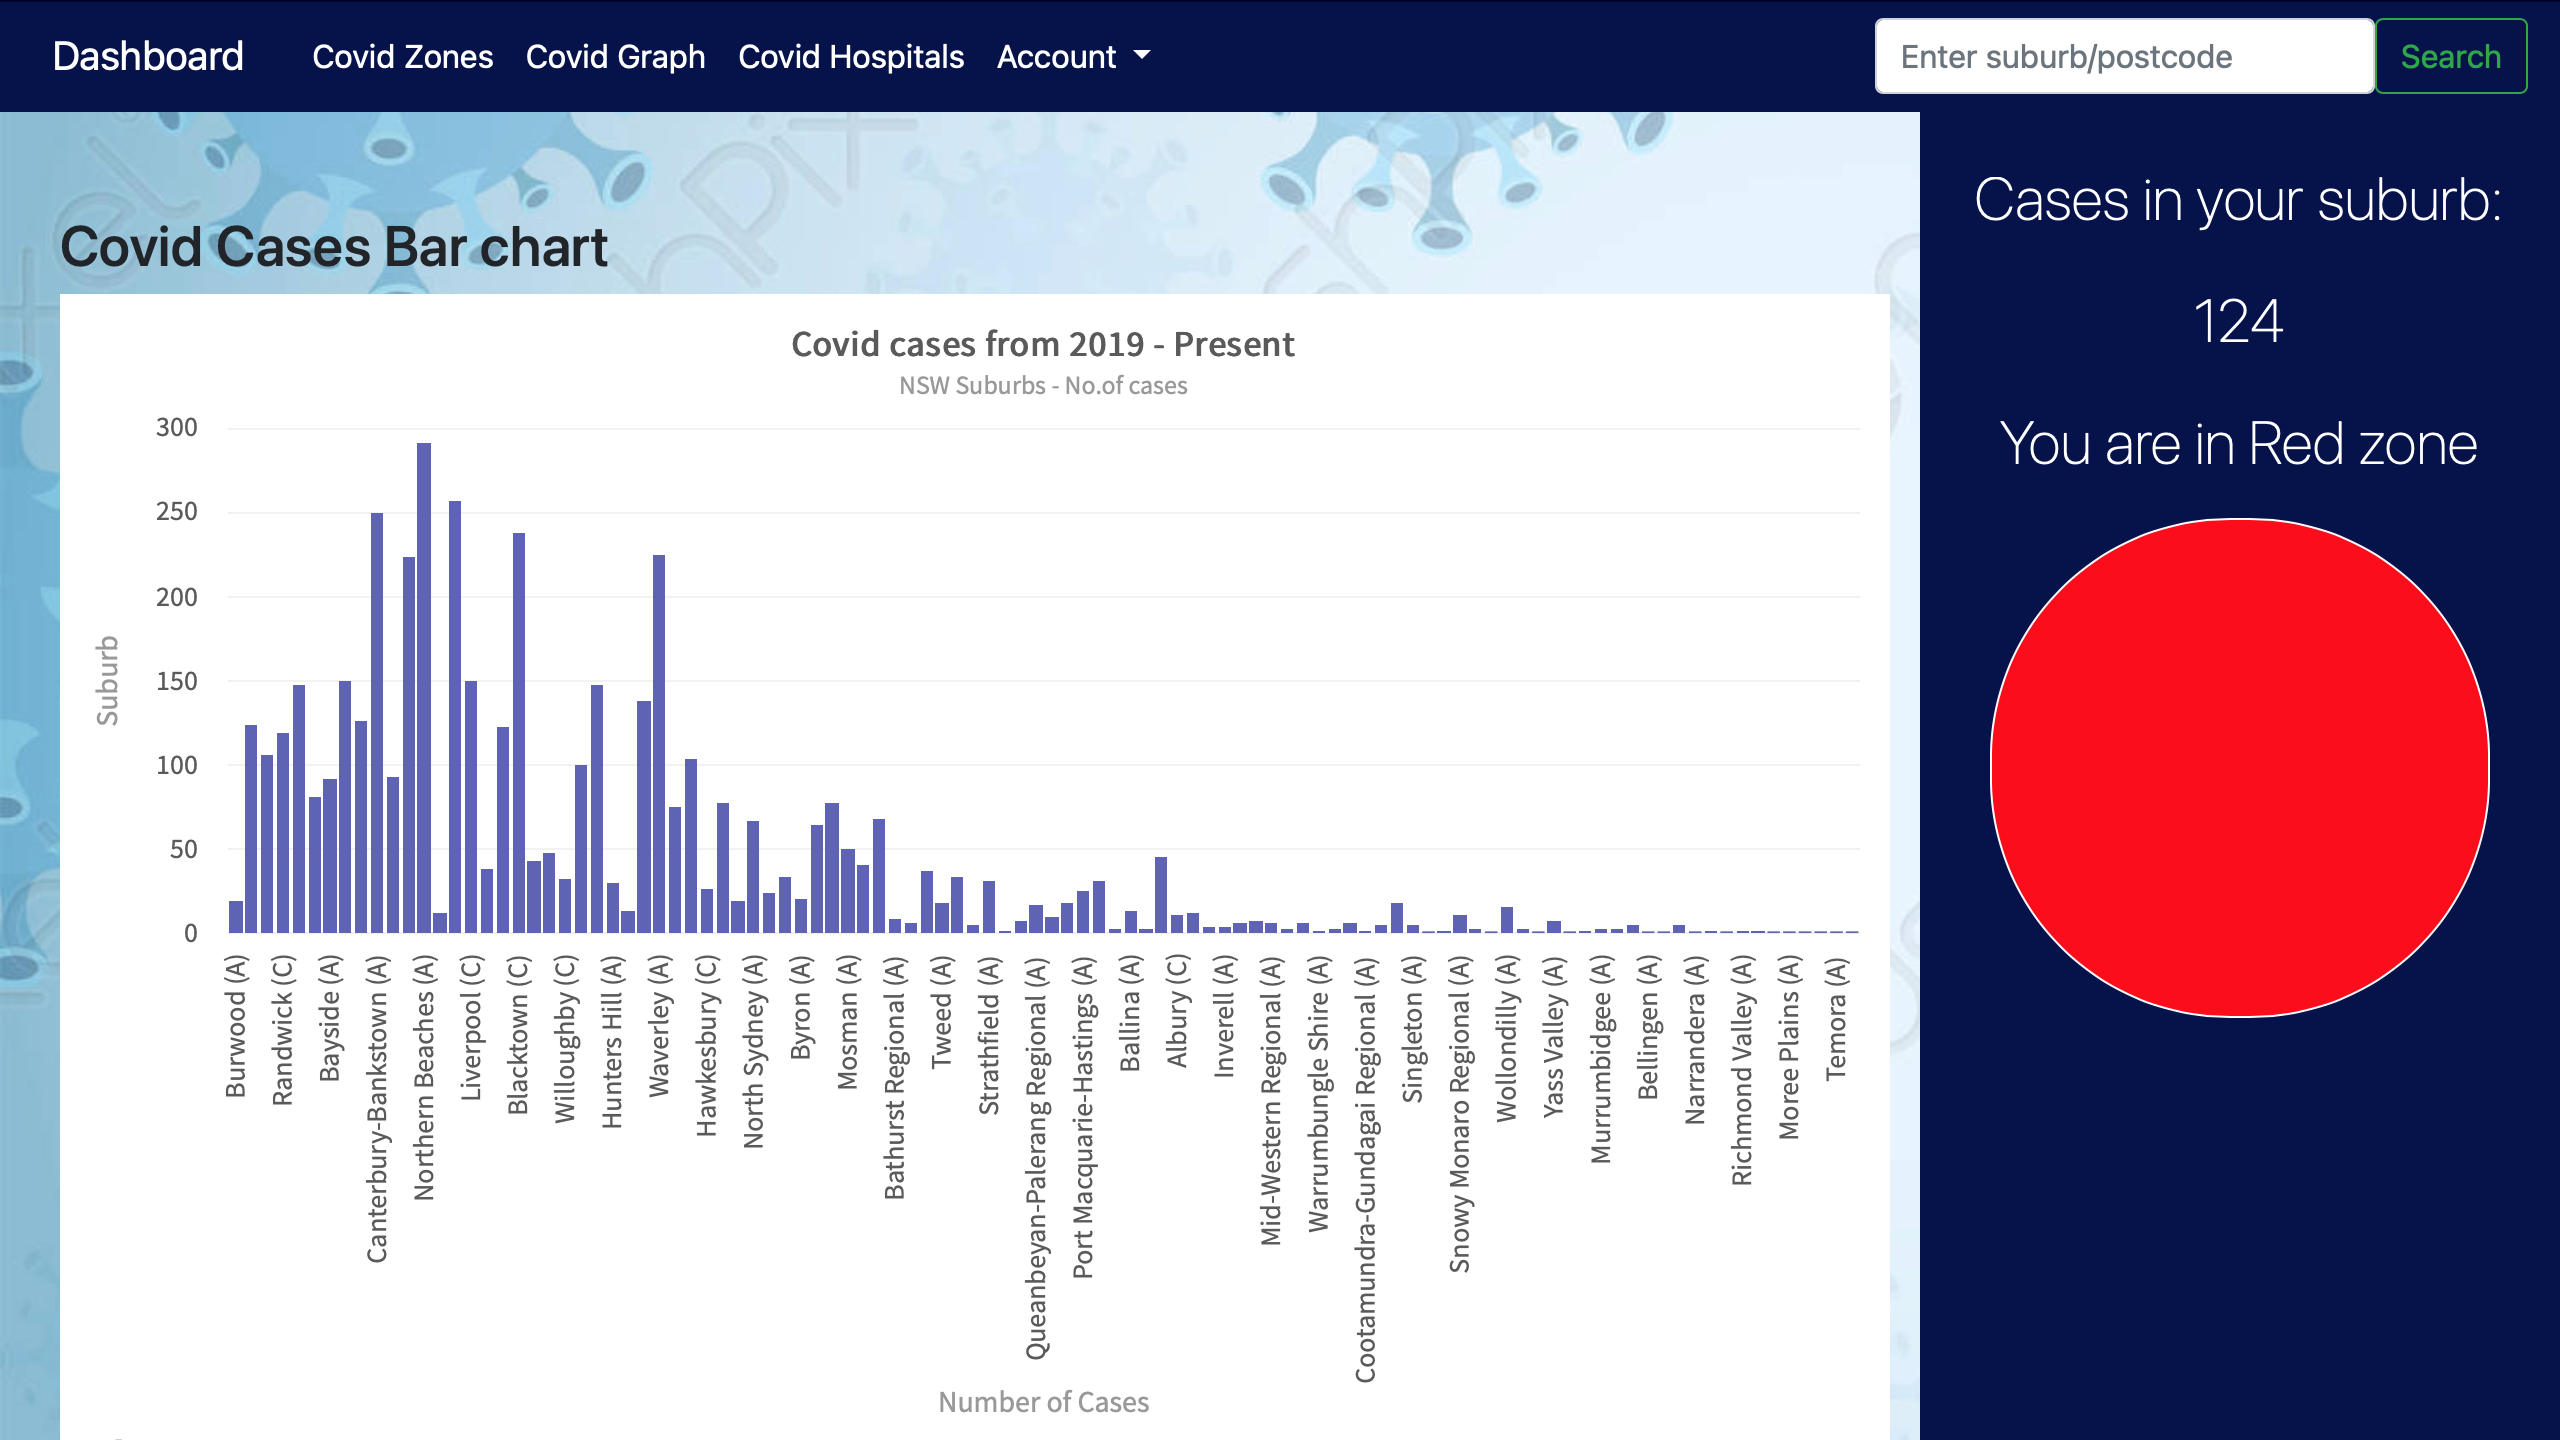 Dashboard Covid Zones Covid Graph Covid Hospitals Account Enter suburb/postcode Search
Covid Cases Bar chart
Covid cases from 2019 - Present
NSW Suburbs - No.of cases
300
250
200
150
100
50
0
Suburb
Burwood (A)
Randwick (C)
Bayside (A)
Canterbury-Bankstown (A)
Northern Beaches (A)
Liverpool (C)
Blacktown (C)
Willoughby (C)
Hunters Hill (A)
Waverley (A)
Hawkesbury (C)
North Sydney (A)
Byron (A)
Mosman (A)
Bathurst Regional (A)
Tweed (A)
Strathfield (A)
Queanbeyan-Palerang Regional (A)
Port Macquarie-Hastings (A)
Ballina (A)
Albury (C)
Inverell (A)
Mid-Western Regional (A)
Warrumbungle Shire (A)
Cootamundra-Gundagai Regional (A)
Singleton (A)
Snowy Monaro Regional (A)
Wollondilly (A)
Yass Valley (A)
Murrumbidgee (A)
Bellingen (A)
Narrandera (A)
Richmond Valley (A)
Moree Plains (A)
Temora (A)
Number of Cases
Cases in your suburb:
124
You are in Red zone